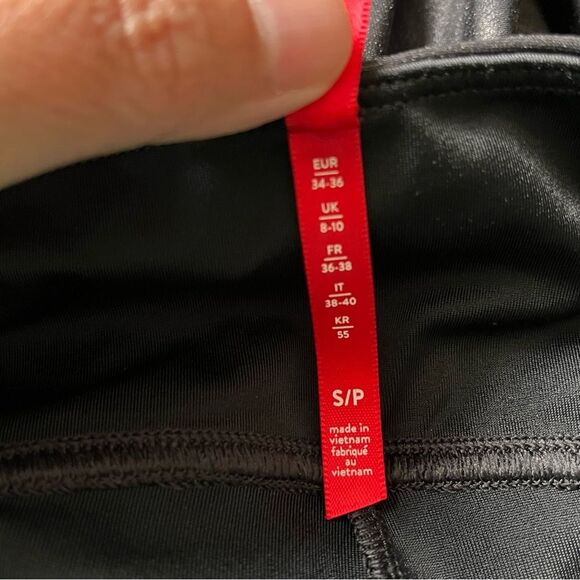 EUR
34-36
UK
8-10
FR
36-38
IT
38-40
KR
55
S/P
made in
vietnam
fabriqué
au
vietnam